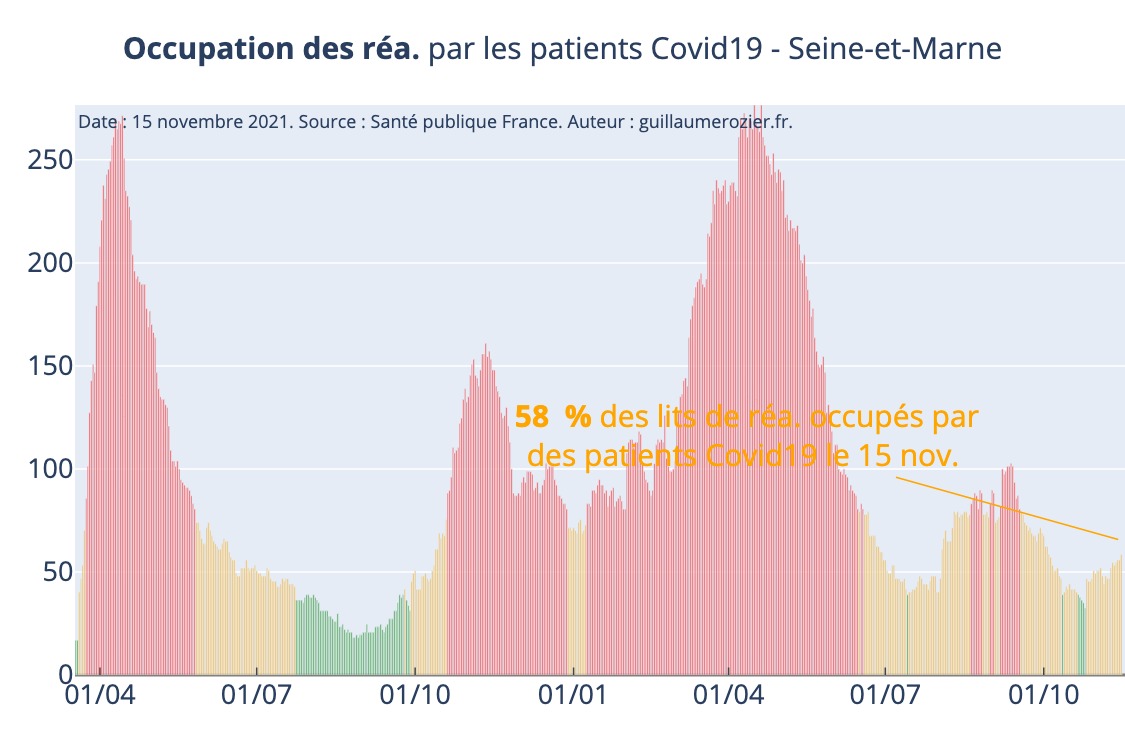 Occupation des réa. par les patients Covid19 - Seine-et-Marne
Date : 15 novembre 2021. Source : Santé publique France. Auteur : guillaumerozier.fr.
250
200
150
58 % des lits de réa. occupés par
des patients Covid19 le 15 nov.
100
50
0
01/04 01/07 01/10 01/01 01/04 01/07 01/10